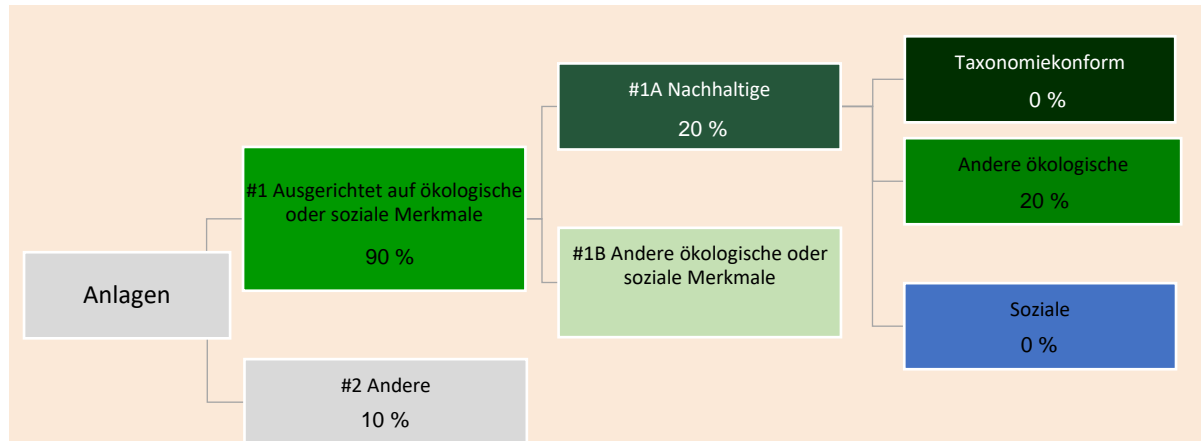 Anlagen
#1 Ausgerichtet auf ökologische
oder soziale Merkmale
90 %
#2 Andere
10 %
#1A Nachhaltige
20 %
#1B Andere ökologische oder
soziale Merkmale
Taxonomiekonform
0 %
Andere ökologische
20 %
Soziale
0 %